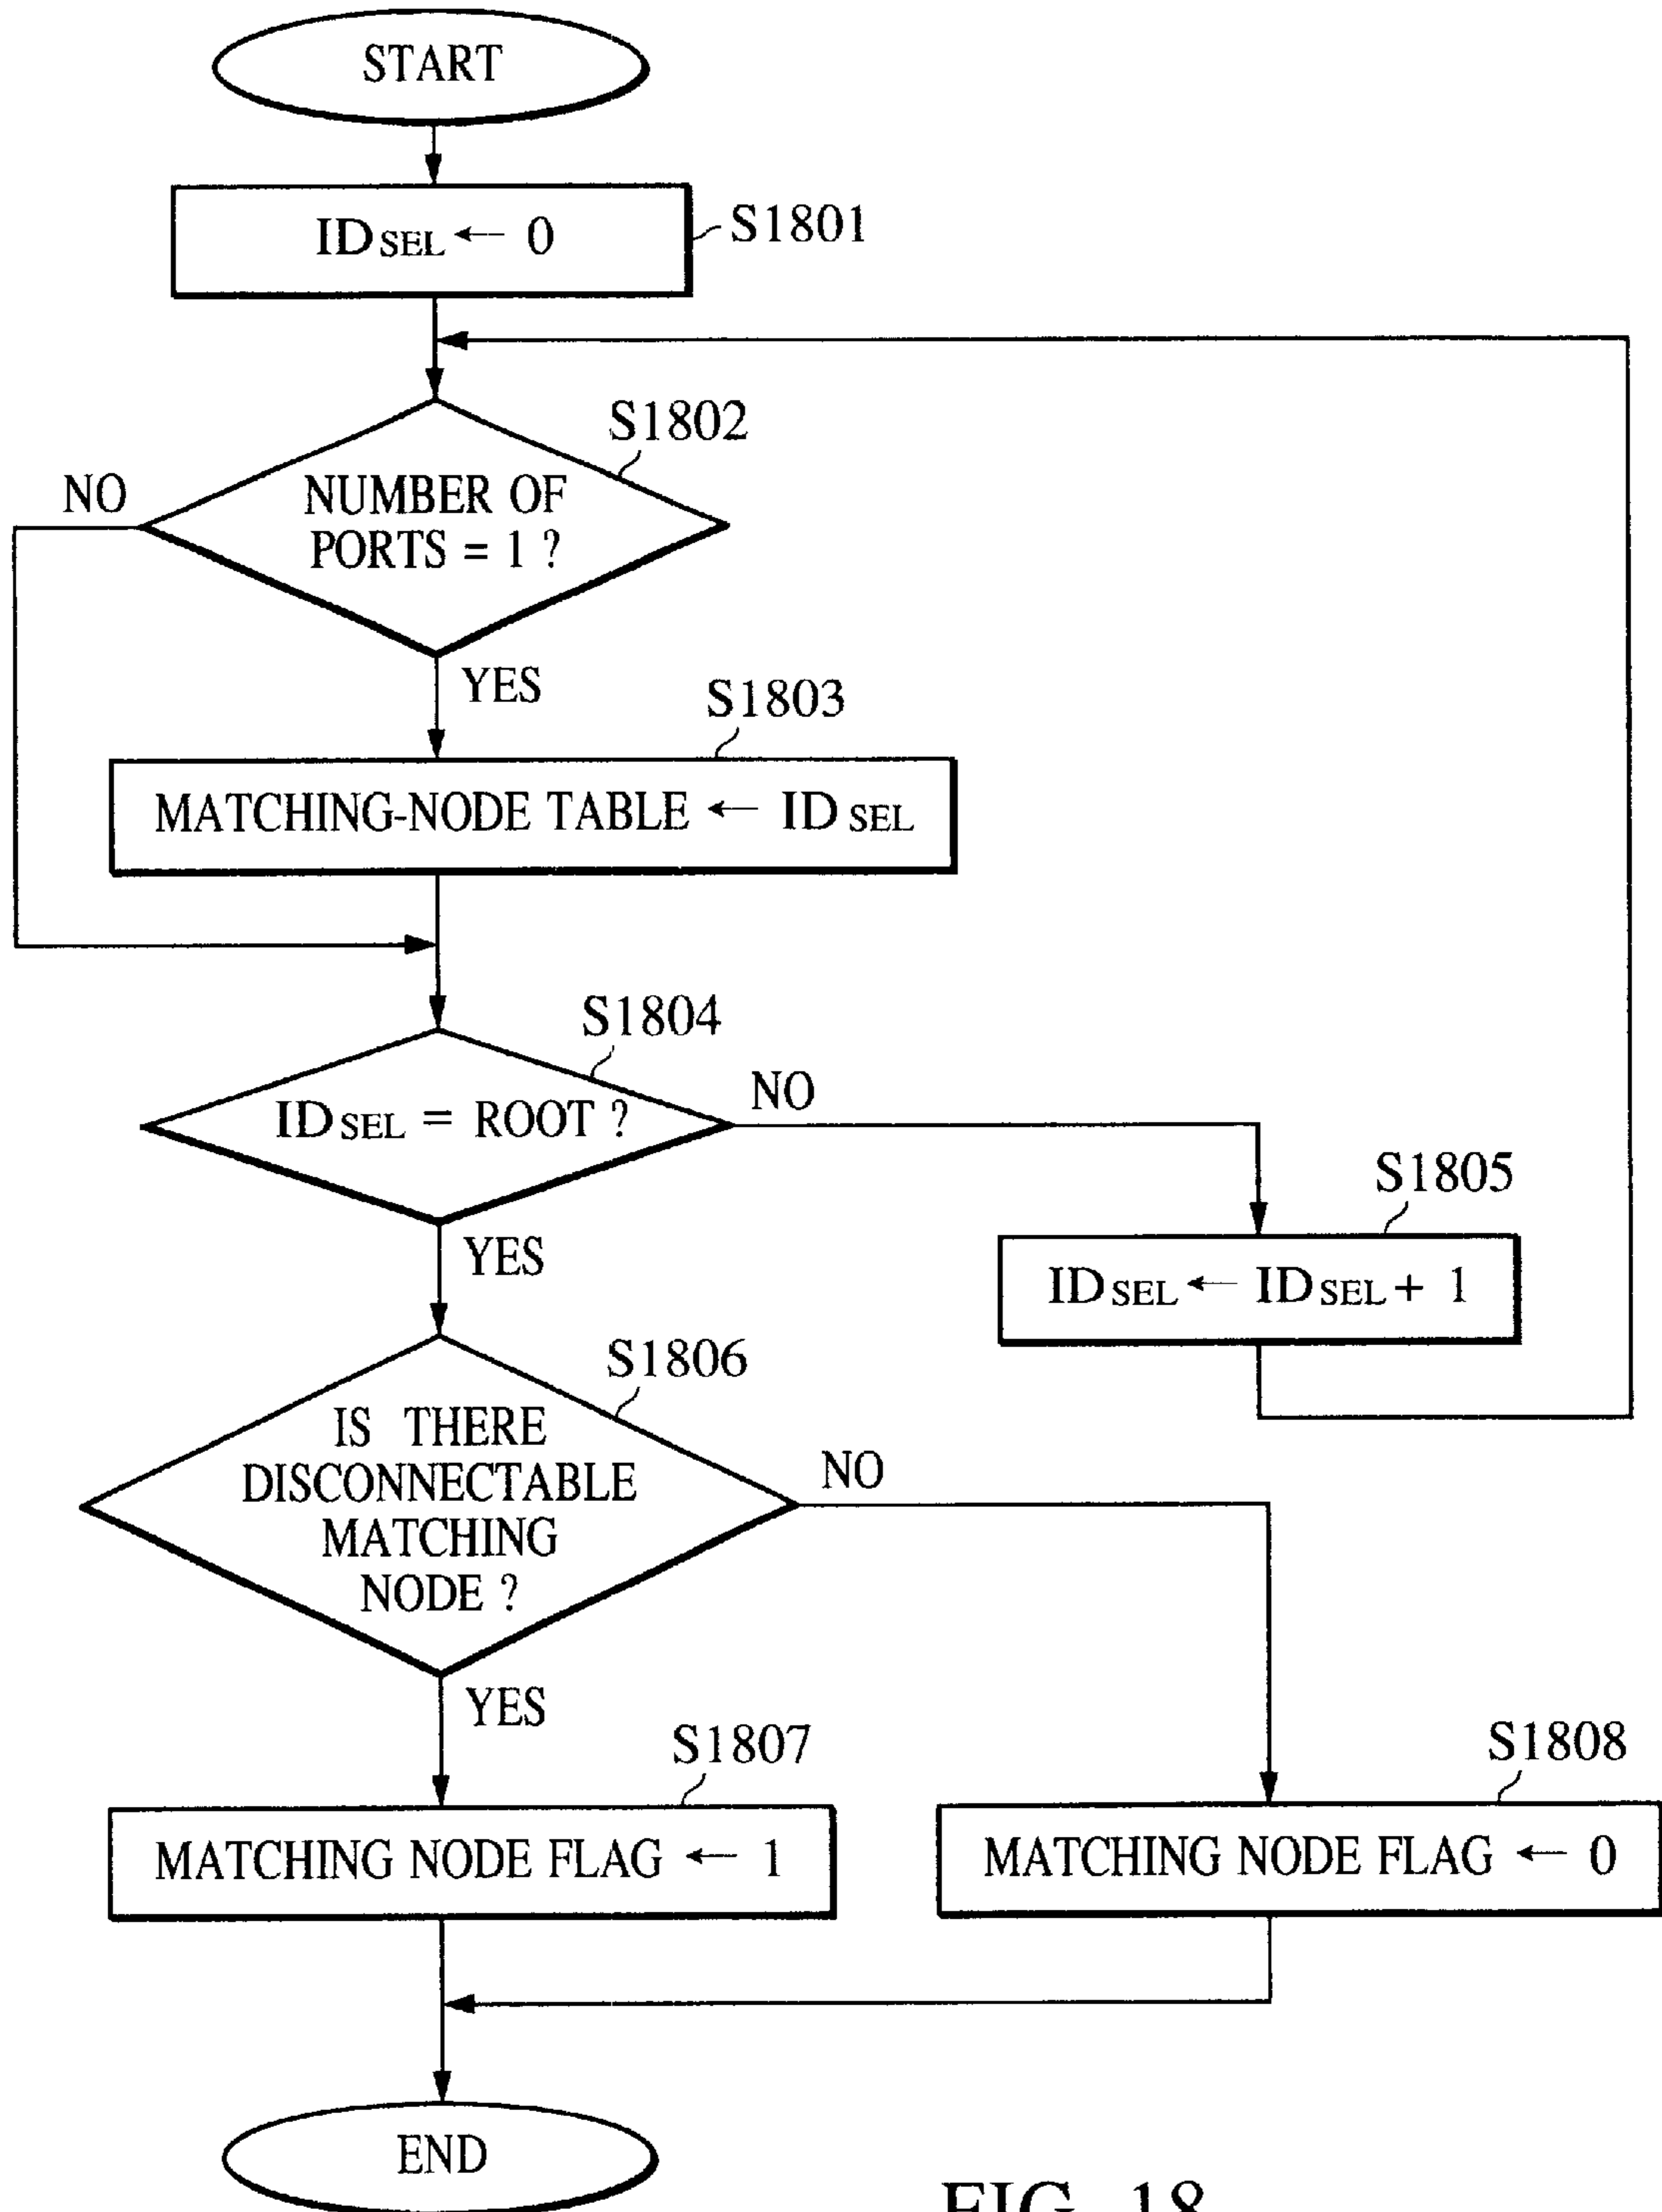 START
ID SEL ← 0
S1801
S1802
NO
NUMBER OF
PORTS = 1 ?
YES
S1803
MATCHING-NODE TABLE ← ID SEL
S1804
ID SEL = ROOT ?
NO
YES
S1805
ID SEL ← ID SEL + 1
S1806
IS THERE
DISCONNECTABLE
MATCHING
NODE ?
NO
YES
S1807
MATCHING NODE FLAG ← 1
S1808
MATCHING NODE FLAG ← 0
END
FIG. 18